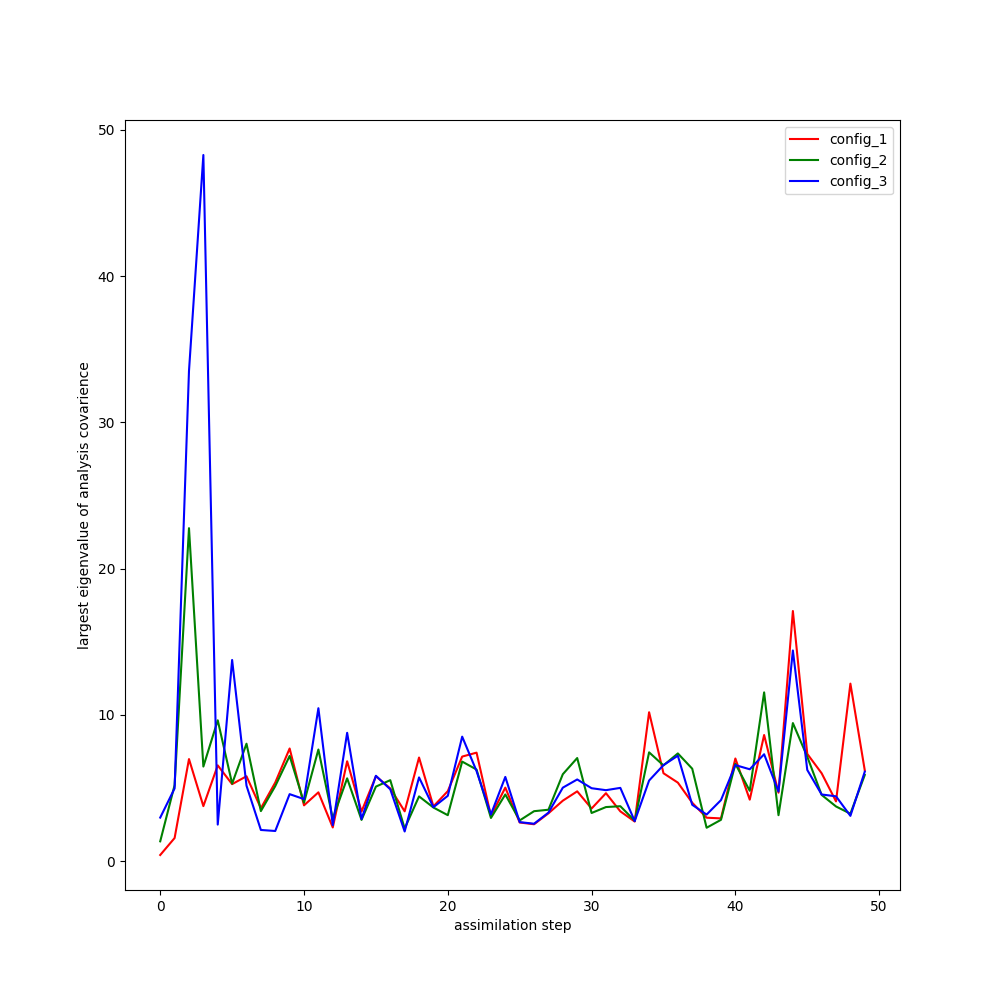 50
40
30
20
10
0
largest eigenvalue of analysis covarience
config_1
config_2
config_3
0 10 20 30 40 50
assimilation step